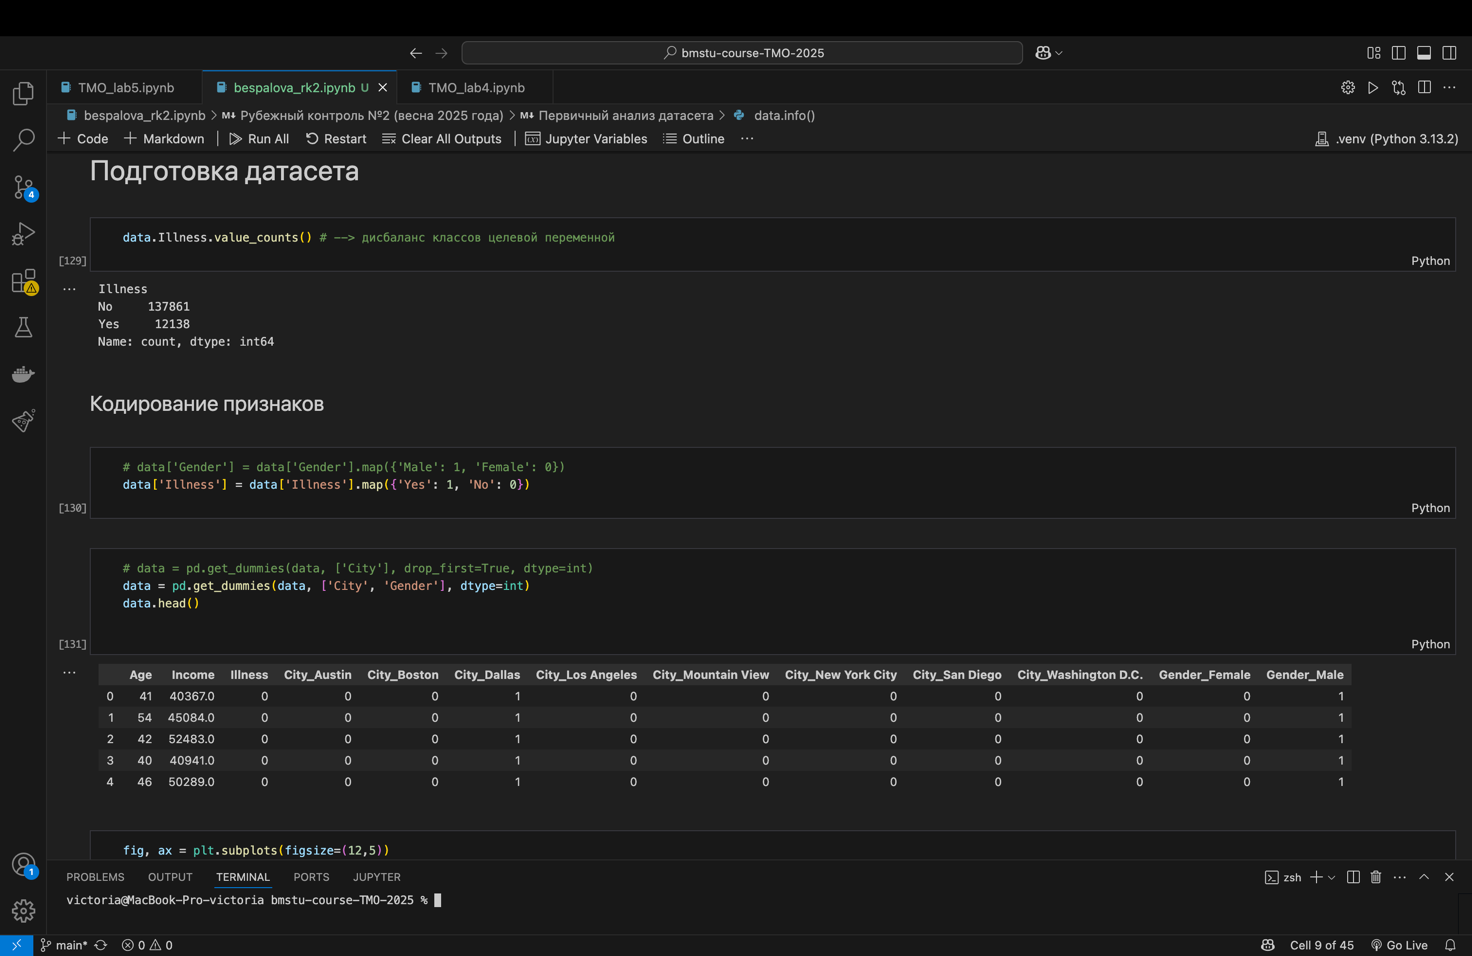 bmstu-course-TMO-2025
TMO_lab5.ipynb
bespalova_rk2.ipynb U
TMO_lab4.ipynb
bespalova_rk2.ipynb > M↓ Рубежный контроль №2 (весна 2025 года) > M↓ Первичный анализ датасета > data.info()
+ Code + Markdown Run All Restart Clear All Outputs Jupyter Variables Outline ...
.venv (Python 3.13.2)
Подготовка датасета
data.Illness.value_counts() # --> дисбаланс классов целевой переменной
[129]
Python
... Illness
No 137861
Yes 12138
Name: count, dtype: int64
Кодирование признаков
# data['Gender'] = data['Gender'].map({'Male': 1, 'Female': 0})
data['Illness'] = data['Illness'].map({'Yes': 1, 'No': 0})
[130]
Python
# data = pd.get_dummies(data, ['City'], drop_first=True, dtype=int)
data = pd.get_dummies(data, ['City', 'Gender'], dtype=int)
data.head()
[131]
Python
...
Age Income Illness City_Austin City_Boston City_Dallas City_Los Angeles City_Mountain View City_New York City City_San Diego City_Washington D.C. Gender_Female Gender_Male
0 41 40367.0 0 0 0 1 0 0 0 0 0 0 1
1 54 45084.0 0 0 0 1 0 0 0 0 0 0 1
2 42 52483.0 0 0 0 1 0 0 0 0 0 0 1
3 40 40941.0 0 0 0 1 0 0 0 0 0 0 1
4 46 50289.0 0 0 0 1 0 0 0 0 0 0 1
fig, ax = plt.subplots(figsize=(12,5))
PROBLEMS OUTPUT TERMINAL PORTS JUPYTER
zsh
victoria@MacBook-Pro-victoria bmstu-course-TMO-2025 %
4
1
main* 0 0
Cell 9 of 45 Go Live